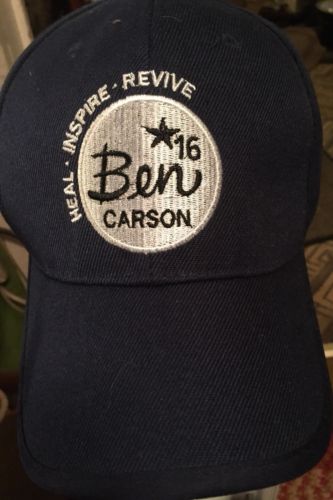 HEAL · INSPIRE · REVIVE
16
Ben
CARSON